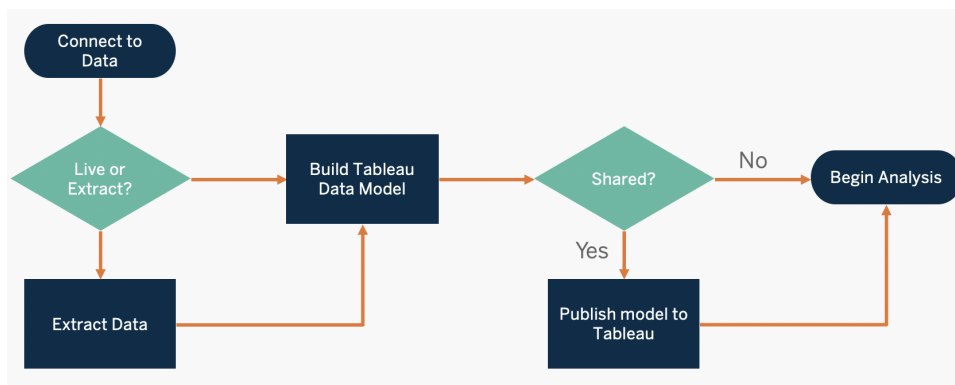 Connect to
Data
Live or
Extract?
Extract Data
Build Tableau
Data Model
Shared?
No
Yes
Publish model to
Tableau
Begin Analysis